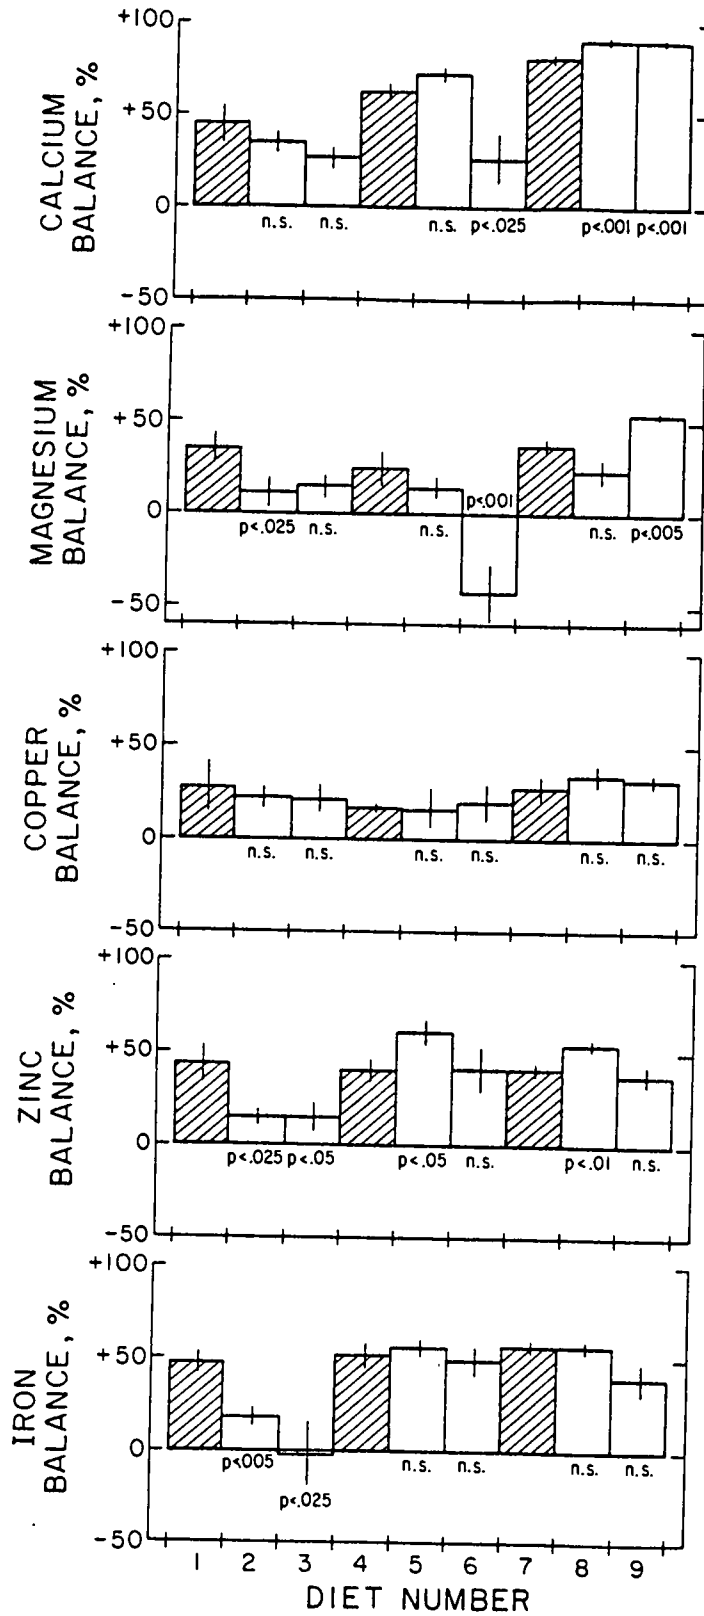 +100
CALCIUM
BALANCE, %
+50
0
n.s. n.s. n.s. p<.025 p<.001 p<.001
-50
+100
MAGNESIUM
BALANCE, %
+50
p<.001
0
p<.025 n.s. n.s. n.s. p<.005
-50
+100
COPPER
BALANCE, %
+50
0
n.s. n.s. n.s. n.s. n.s. n.s.
-50
+100
ZINC
BALANCE, %
+50
0
p<.025 p<.05 p<.05 n.s. p<.01 n.s.
-50
+100
IRON
BALANCE, %
+50
0
p<.005 n.s. n.s. n.s. n.s.
p<.025
-50
1 2 3 4 5 6 7 8 9
DIET NUMBER